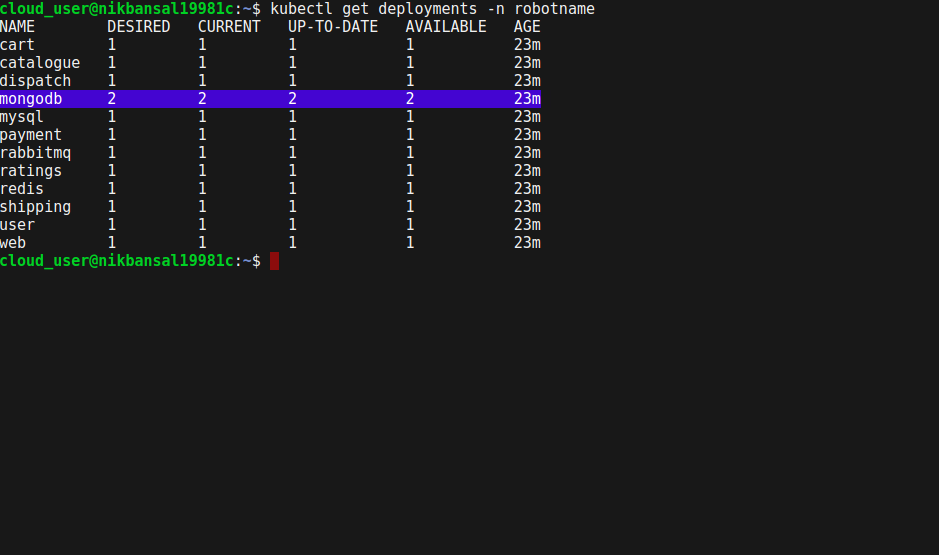 cloud_user@nikbansal19981c:~$ kubectl get deployments -n robotname
NAME        DESIRED   CURRENT   UP-TO-DATE   AVAILABLE   AGE
cart        1         1         1            1           23m
catalogue   1         1         1            1           23m
dispatch    1         1         1            1           23m
mongodb     2         2         2            2           23m
mysql       1         1         1            1           23m
payment     1         1         1            1           23m
rabbitmq    1         1         1            1           23m
ratings     1         1         1            1           23m
redis       1         1         1            1           23m
shipping    1         1         1            1           23m
user        1         1         1            1           23m
web         1         1         1            1           23m
cloud_user@nikbansal19981c:~$